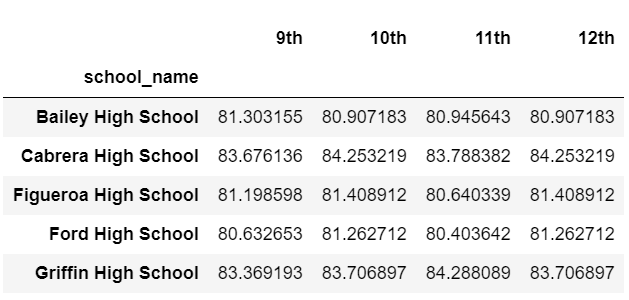 9th 10th 11th 12th
school_name
Bailey High School 81.303155 80.907183 80.945643 80.907183
Cabrera High School 83.676136 84.253219 83.788382 84.253219
Figueroa High School 81.198598 81.408912 80.640339 81.408912
Ford High School 80.632653 81.262712 80.403642 81.262712
Griffin High School 83.369193 83.706897 84.288089 83.706897